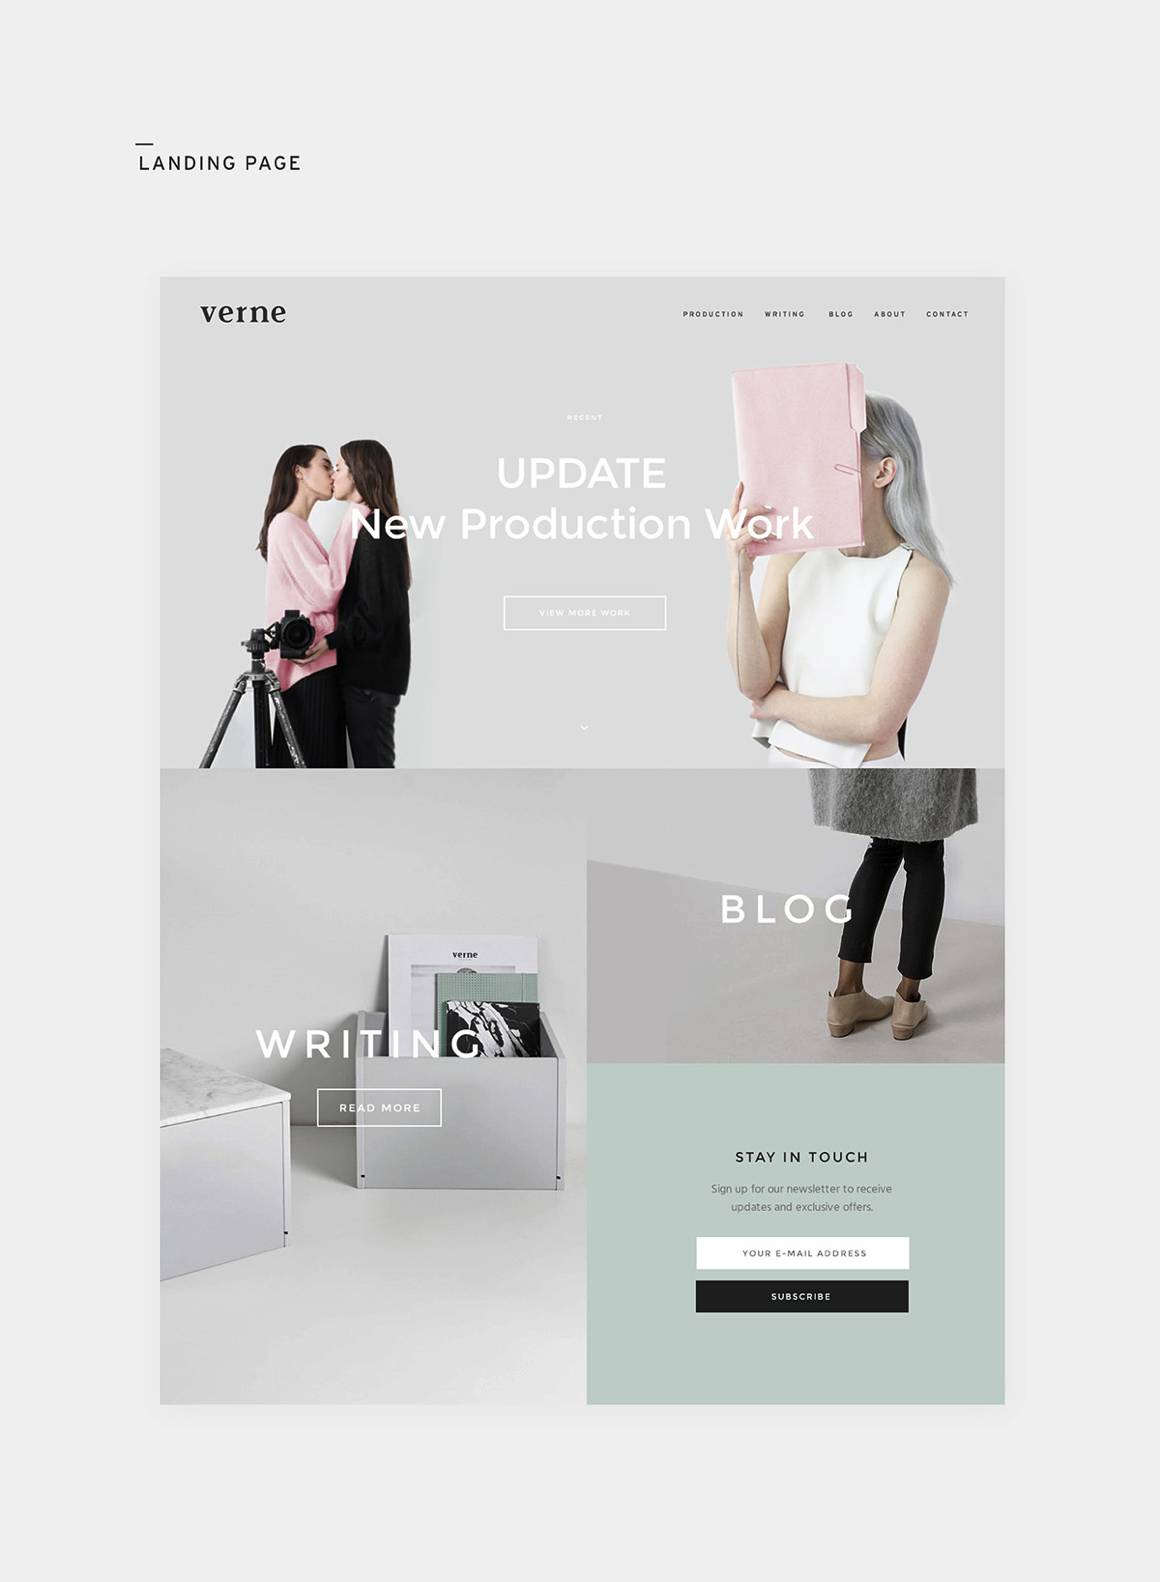 LANDING PAGE
verne
PRODUCTION WRITING BLOG ABOUT CONTACT
RECENT
UPDATE
New Production Work
VIEW MORE WORK
verne
WRITING
READ MORE
BLOG
STAY IN TOUCH
Sign up for our newsletter to receive
updates and exclusive offers.
YOUR E-MAIL ADDRESS
SUBSCRIBE